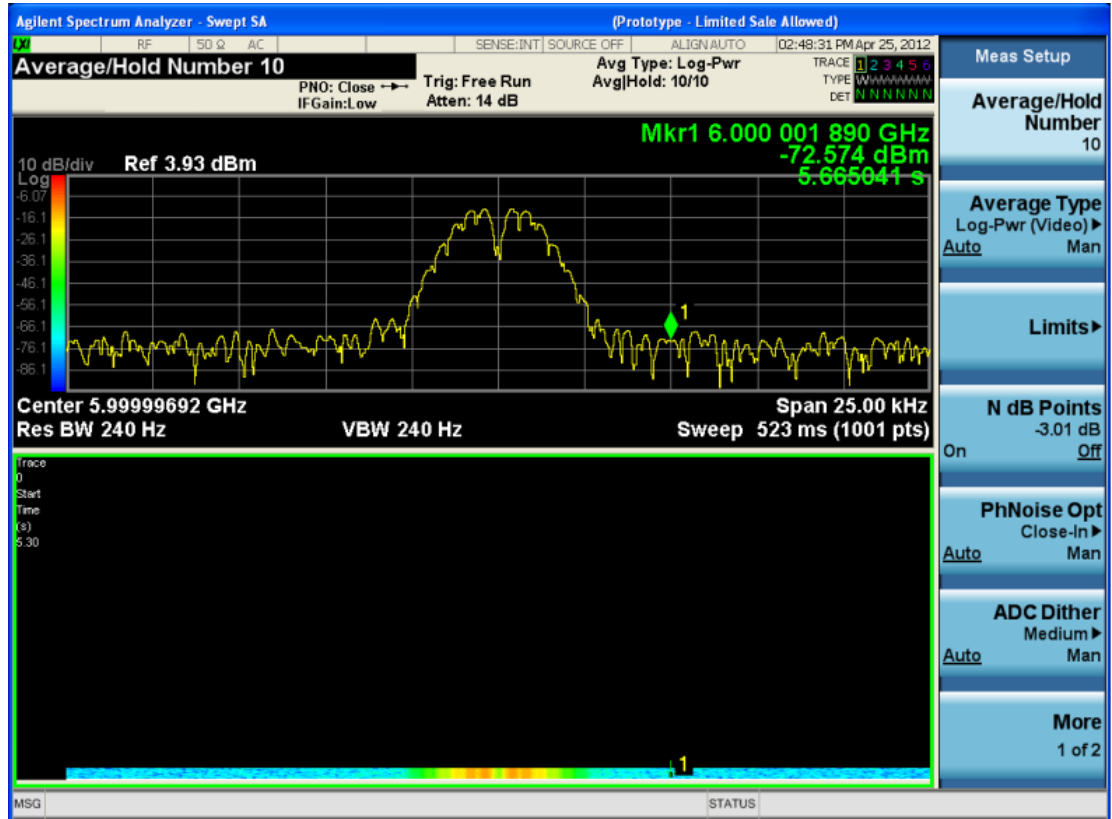 Agilent Spectrum Analyzer - Swept SA (Prototype - Limited Sale Allowed)
LXI RF 50 Ω AC SENSE:INT SOURCE OFF ALIGNAUTO 02:48:31 PM Apr 25, 2012
Average/Hold Number 10
PNO: Close
IFGain:Low
Trig: Free Run
Atten: 14 dB
Avg Type: Log-Pwr
Avg|Hold: 10/10
TRACE 1 2 3 4 5 6
TYPE WWWWWW
DET N N N N N N
Mkr1 6.000 001 890 GHz
-72.574 dBm
5.665041 s
10 dB/div Ref 3.93 dBm
Log
-6.07
-16.1
-26.1
-36.1
-46.1
-56.1
-66.1
-76.1
-86.1
1
Center 5.99999692 GHz Span 25.00 kHz
Res BW 240 Hz VBW 240 Hz Sweep 523 ms (1001 pts)
Trace
0
Start
Time
(s)
5.30
1
MSG STATUS
Meas Setup
Average/Hold
Number
10
Average Type
Log-Pwr (Video)
Auto Man
Limits
N dB Points
-3.01 dB
On Off
PhNoise Opt
Close-In
Auto Man
ADC Dither
Medium
Auto Man
More
1 of 2